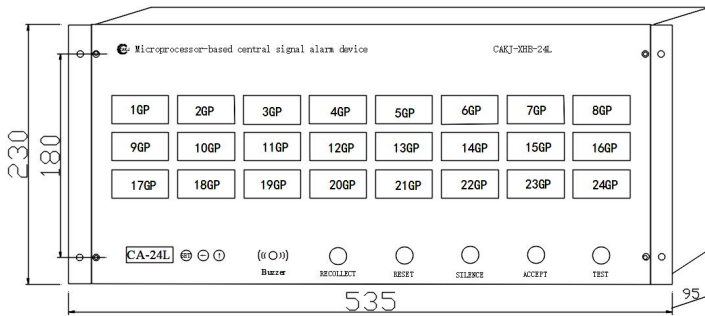 Microprocessor-based central signal alarm device CAKJ-XHB-24L
1GP 2GP 3GP 4GP 5GP 6GP 7GP 8GP
9GP 10GP 11GP 12GP 13GP 14GP 15GP 16GP
17GP 18GP 19GP 20GP 21GP 22GP 23GP 24GP
230
180
CA-24L SET ((○))
Buzzer RECOLLECT RESET SILENCE ACCEPT TEST
535
95